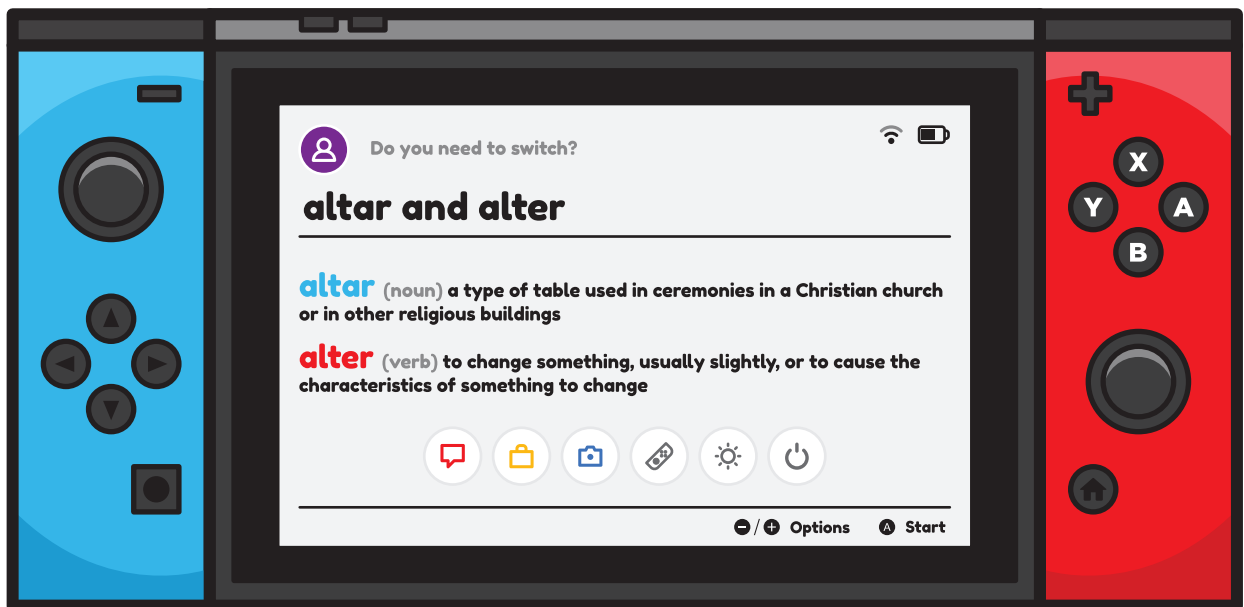 Do you need to switch?
altar and alter
altar (noun) a type of table used in ceremonies in a Christian church
or in other religious buildings
alter (verb) to change something, usually slightly, or to cause the
characteristics of something to change
X
Y
A
B
−/+ Options A Start